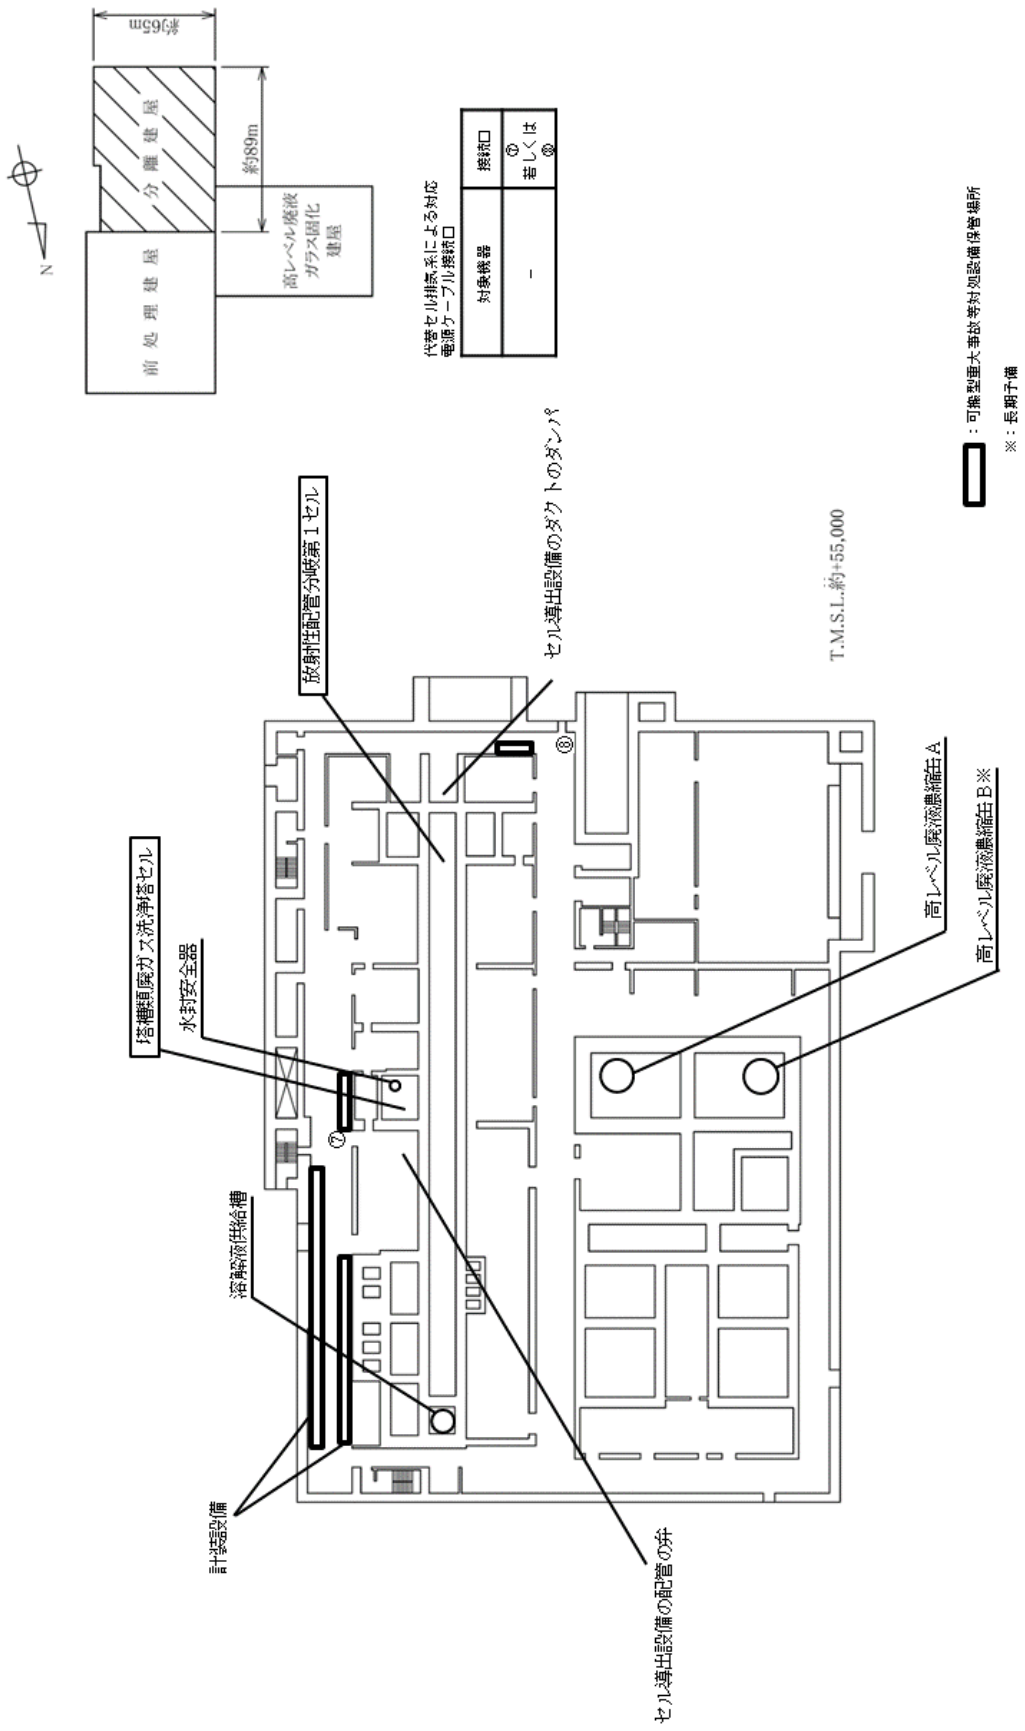 計装設備
溶解液供給槽
水封安全器
塔槽類廃ガス洗浄塔セル
放射性配管分岐第1セル
セル導出設備のダクトのダンパ
セル導出設備の配管の弁
高レベル廃液濃縮缶A
高レベル廃液濃縮缶B※
⑦
⑧
T.M.S.L.約+55,000
N
前処理建屋
分離建屋
高レベル廃液
ガラス固化
建屋
約89m
約65m
代替セル排気系による対応
電源ケーブル接続口
対象機器
接続口
－
⑦
若しくは
⑧
：可搬型重大事故等対処設備保管場所
※：長期予備